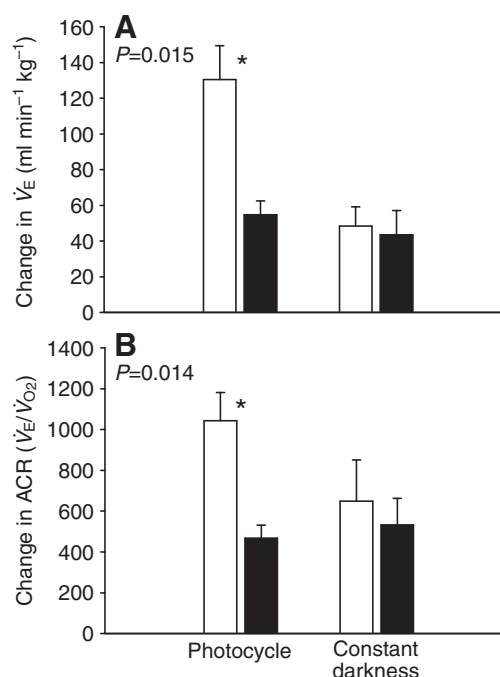 A
P=0.015
*
Change in V̇E (ml min–1 kg–1)
160
140
120
100
80
60
40
20
0
B
P=0.014
*
Change in ACR (V̇E/V̇O2)
1400
1200
1000
800
600
400
200
0
Photocycle
Constant
darkness